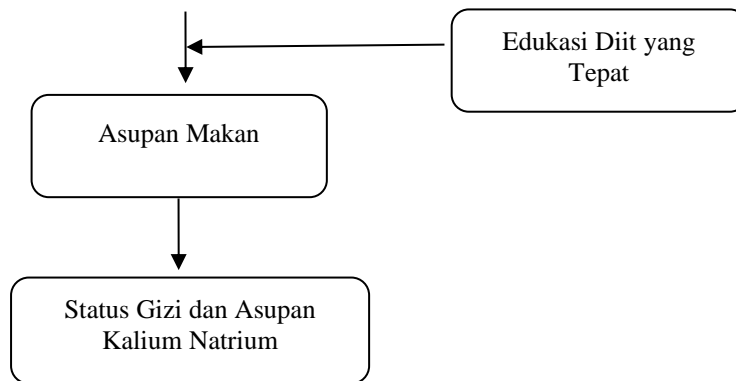 Edukasi Diit yang
Tepat
Asupan Makan
Status Gizi dan Asupan
Kalium Natrium